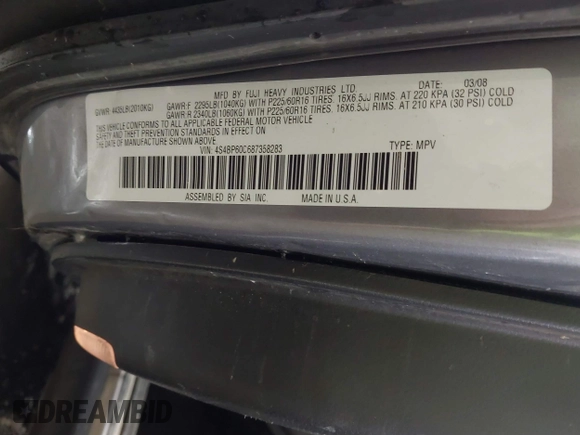 MFD BY FUJI HEAVY INDUSTRIES LTD. DATE: 03/08
GVWR: 4435LB(2010KG) GAWR:F 2295LB(1040KG) WITH P225/60R16 TIRES. 16X6.5JJ RIMS. AT 220 KPA (32 PSI) COLD
GAWR:R 2340LB(1060KG) WITH P225/60R16 TIRES. 16X6.5JJ RIMS. AT 210 KPA (30 PSI) COLD
THIS VEHICLE CONFORMS TO ALL APPLICABLE FEDERAL MOTOR VEHICLE
SAFETY AND THEFT PREVENTION STANDARDS IN EFFECT ON
THE DATE OF MANUFACTURE SHOWN ABOVE.
VIN: 4S4BP60C687358283 TYPE: MPV
ASSEMBLED BY SIA INC. MADE IN U.S.A.
DREAMBID